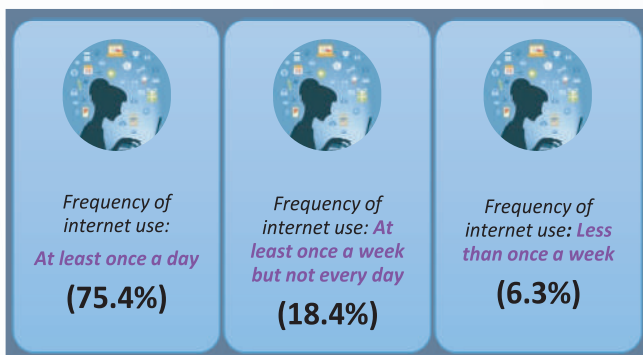 Frequency of
internet use:
At least once a day
(75.4%)
Frequency of
internet use: At
least once a week
but not every day
(18.4%)
Frequency of
internet use: Less
than once a week
(6.3%)